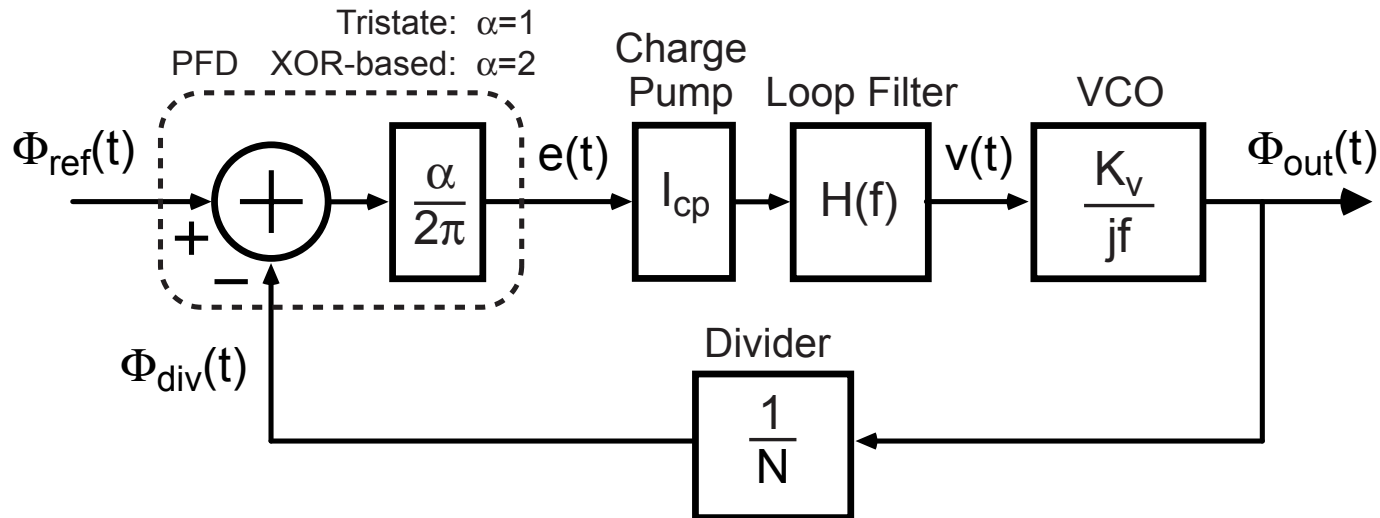 Tristate: α=1
PFD XOR-based: α=2
Charge
Pump
Loop Filter
VCO
Φref(t)
+
+
−
α
2π
e(t)
Icp
H(f)
v(t)
Kv
jf
Φout(t)
Φdiv(t)
Divider
1
N